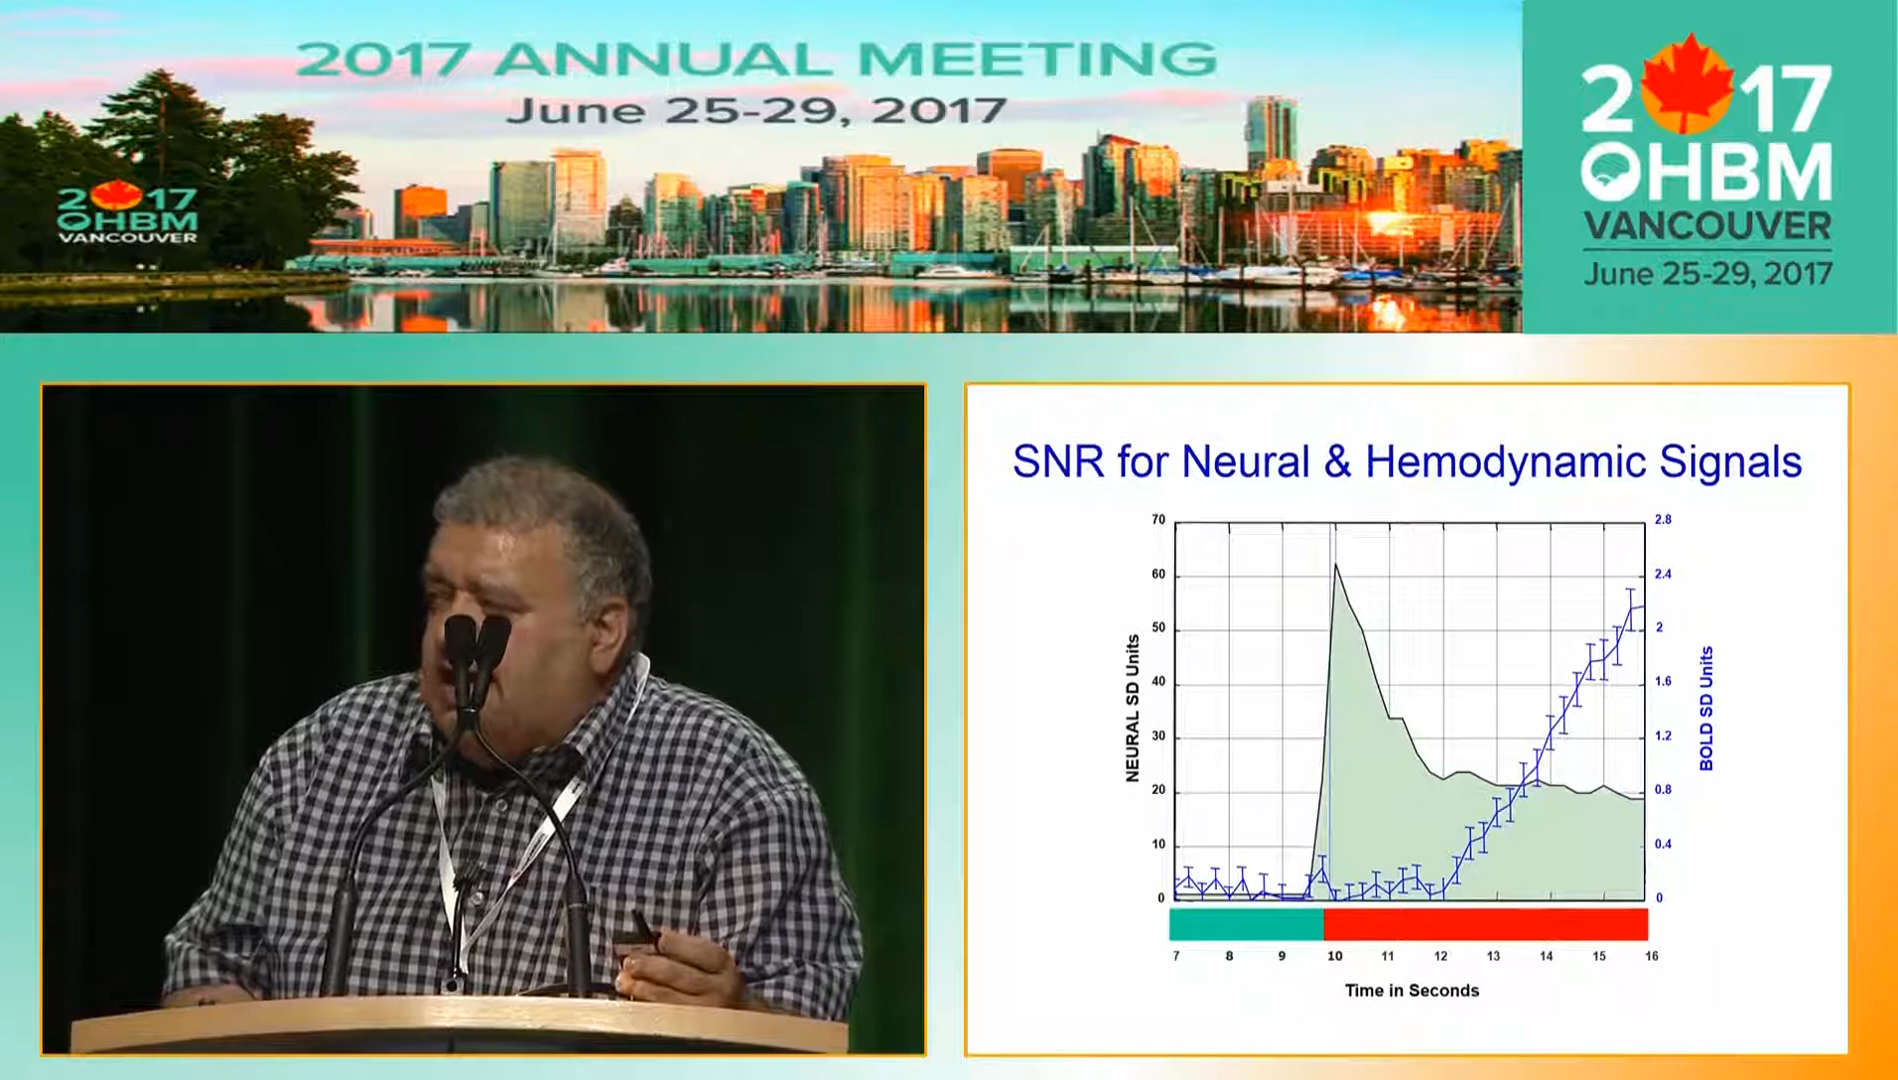 2017 ANNUAL MEETING
June 25-29, 2017
2017
OHBM
VANCOUVER
2017
OHBM
VANCOUVER
June 25-29, 2017
SNR for Neural & Hemodynamic Signals
70
60
50
40
30
20
10
0
NEURAL SD Units
2.8
2.4
2
1.6
1.2
0.8
0.4
0
BOLD SD Units
7 8 9 10 11 12 13 14 15 16
Time in Seconds